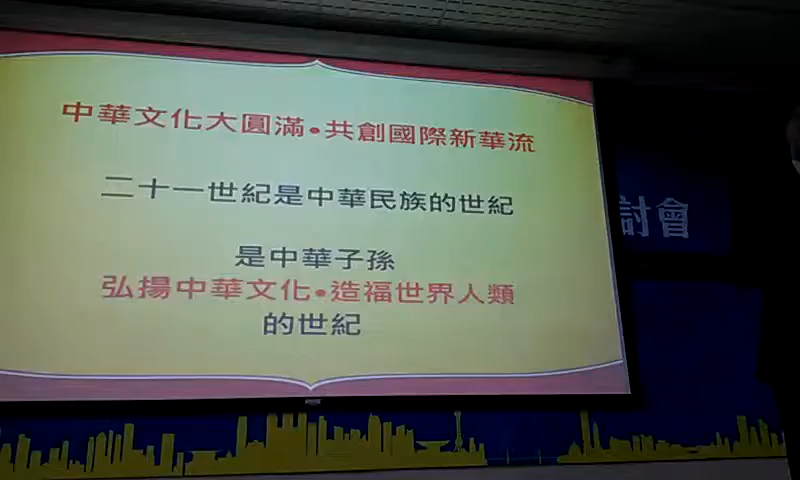 中華文化大圓滿•共創國際新華流
二十一世紀是中華民族的世紀
是中華子孫
弘揚中華文化•造福世界人類
的世紀
討會